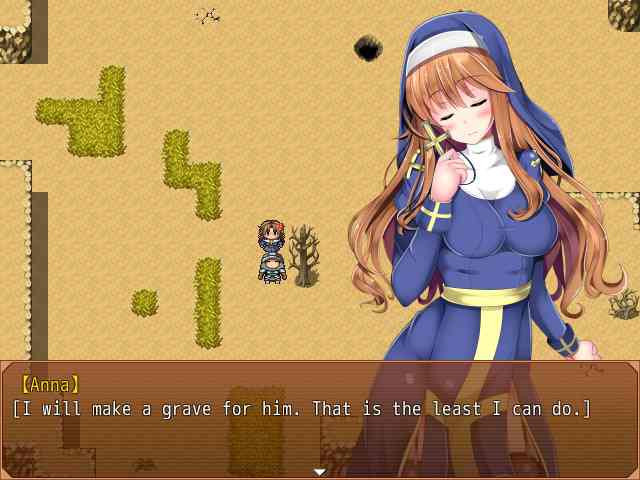 【Anna】
[I will make a grave for him. That is the least I can do.]